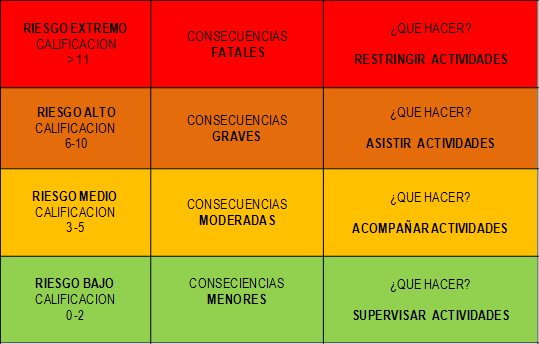 RIESGO EXTREMO
CALIFICACION
> 11
CONSECUENCIAS
FATALES
¿QUE HACER?
RESTRINGIR ACTIVIDADES
RIESGO ALTO
CALIFICACION
6-10
CONSECUENCIAS
GRAVES
¿QUE HACER?
ASISTIR ACTIVIDADES
RIESGO MEDIO
CALIFICACION
3-5
CONSECUENCIAS
MODERADAS
¿QUE HACER?
ACOMPAÑAR ACTIVIDADES
RIESGO BAJO
CALIFICACION
0-2
CONSECIENCIAS
MENORES
¿QUE HACER?
SUPERVISAR ACTIVIDADES